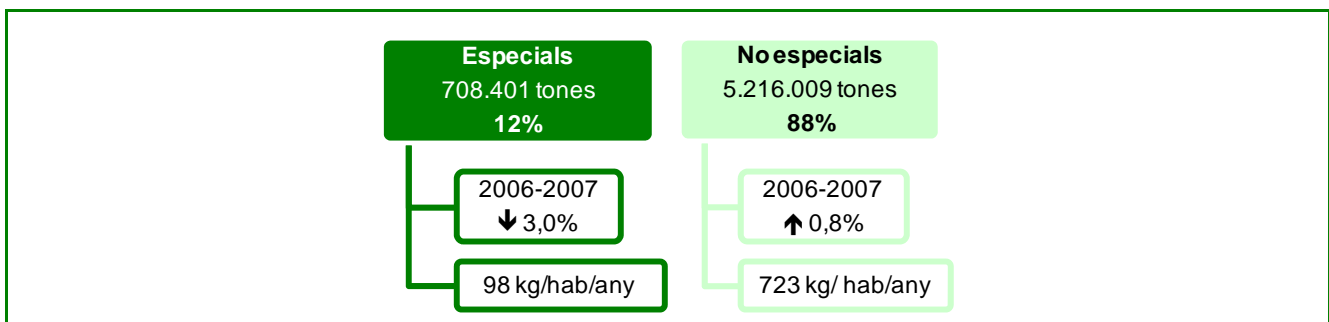 Especials
708.401 tones
12%
2006-2007
↓ 3,0%
98 kg/hab/any
No especials
5.216.009 tones
88%
2006-2007
↑ 0,8%
723 kg/ hab/any